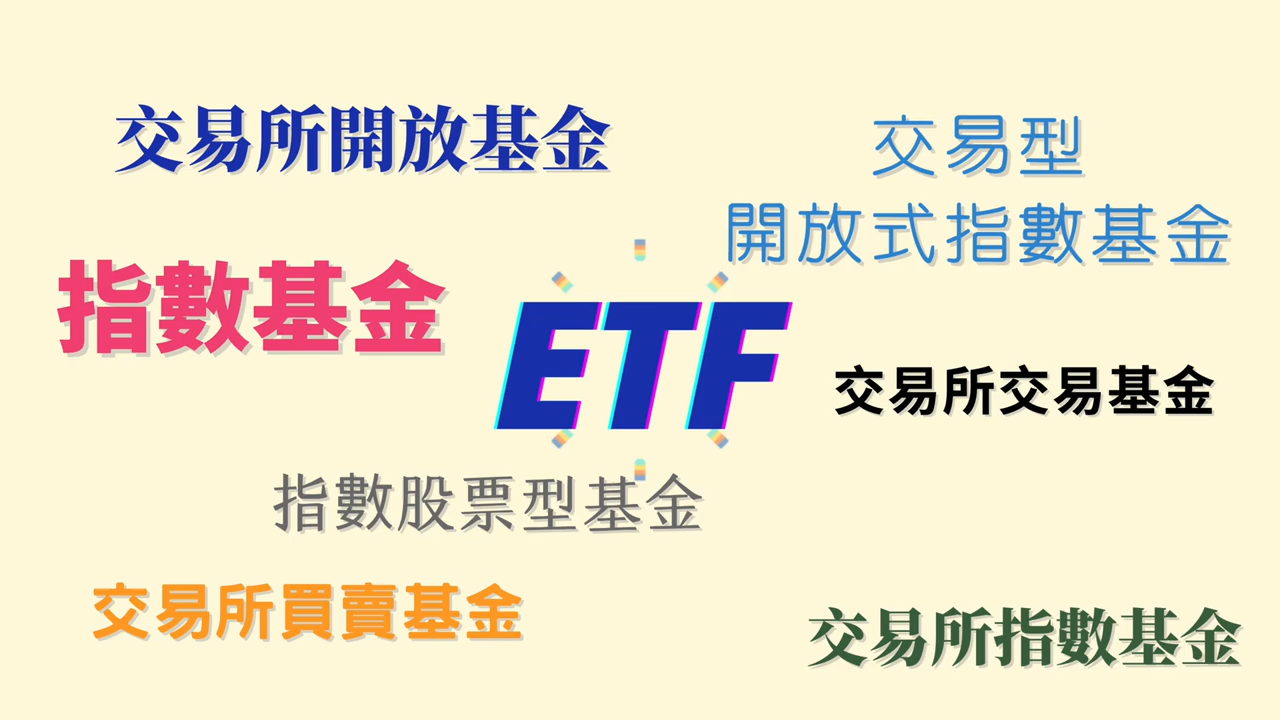 交易所開放基金
交易型
開放式指數基金
指數基金
ETF
交易所交易基金
指數股票型基金
交易所買賣基金
交易所指數基金